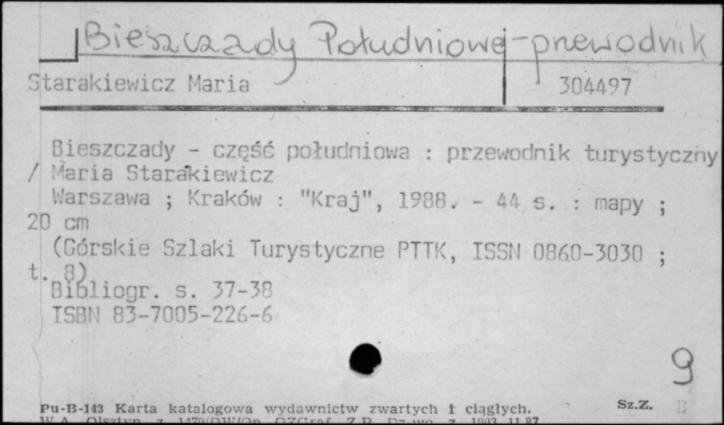 Bieszczady Południowe - przewodnik
Starakiewicz Maria 304497
Bieszczady - część południowa : przewodnik turystyczny
/ Maria Starakiewicz
Warszawa ; Kraków : "Kraj", 1988. - 44 s. : mapy ;
20 cm
(Górskie Szlaki Turystyczne PTTK, ISSN 0860-3030 ;
t. 8)
Bibliogr. s. 37-38
ISBN 83-7005-226-6
9
Pu-B-143 Karta katalogowa wydawnictw zwartych i ciągłych. Sz.Z. B
W.A. Olsztyn z.